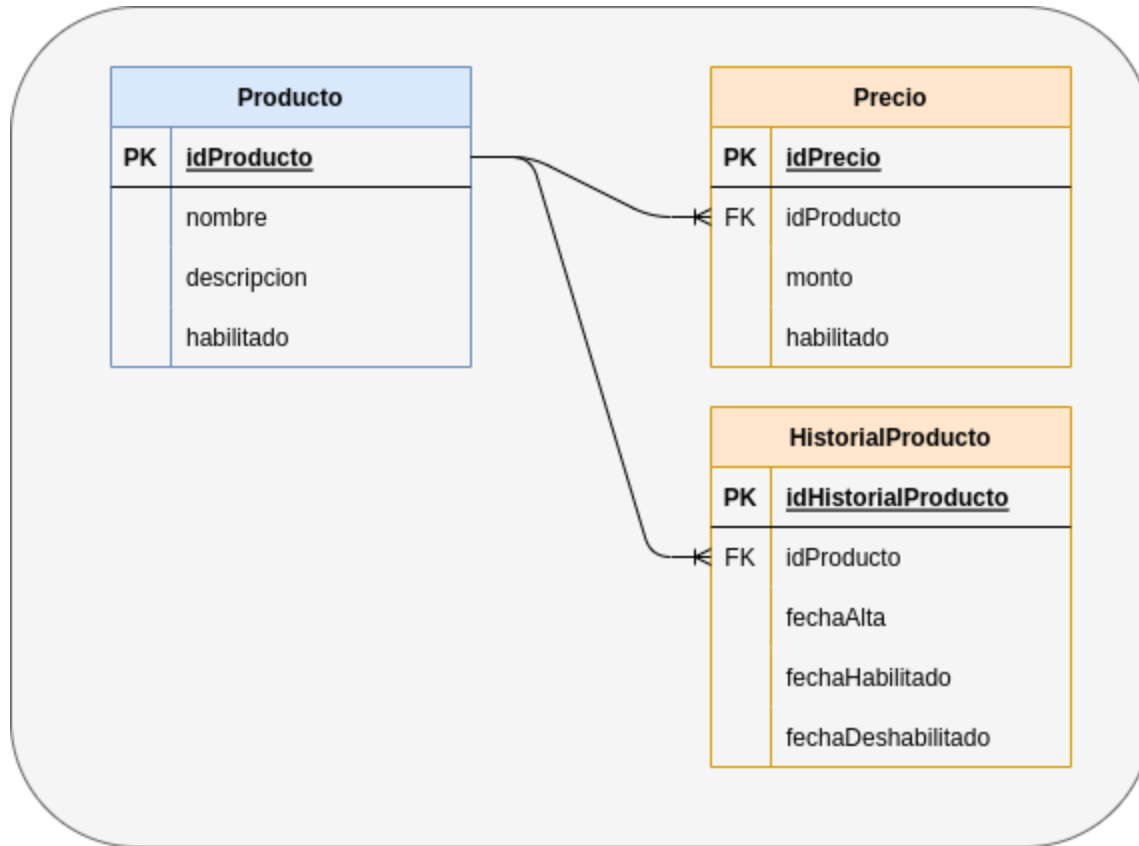 Producto
PK idProducto
nombre
descripcion
habilitado
Precio
PK idPrecio
FK idProducto
monto
habilitado
HistorialProducto
PK idHistorialProducto
FK idProducto
fechaAlta
fechaHabilitado
fechaDeshabilitado